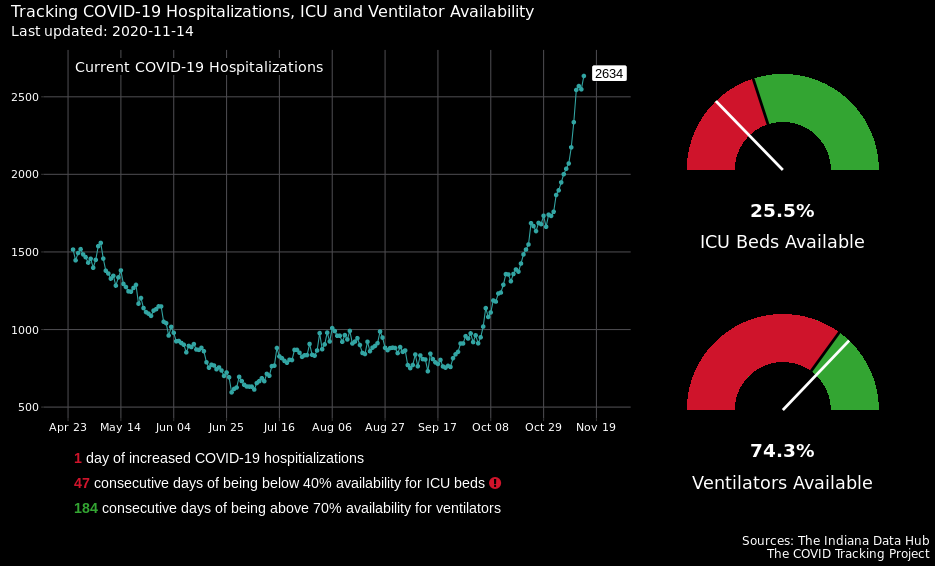 Tracking COVID-19 Hospitalizations, ICU and Ventilator Availability
Last updated: 2020-11-14
Current COVID-19 Hospitalizations
2634
2500
2000
1500
1000
500
Apr 23 May 14 Jun 04 Jun 25 Jul 16 Aug 06 Aug 27 Sep 17 Oct 08 Oct 29 Nov 19
25.5%
ICU Beds Available
74.3%
Ventilators Available
1 day of increased COVID-19 hospitializations
47 consecutive days of being below 40% availability for ICU beds
184 consecutive days of being above 70% availability for ventilators
Sources: The Indiana Data Hub
The COVID Tracking Project